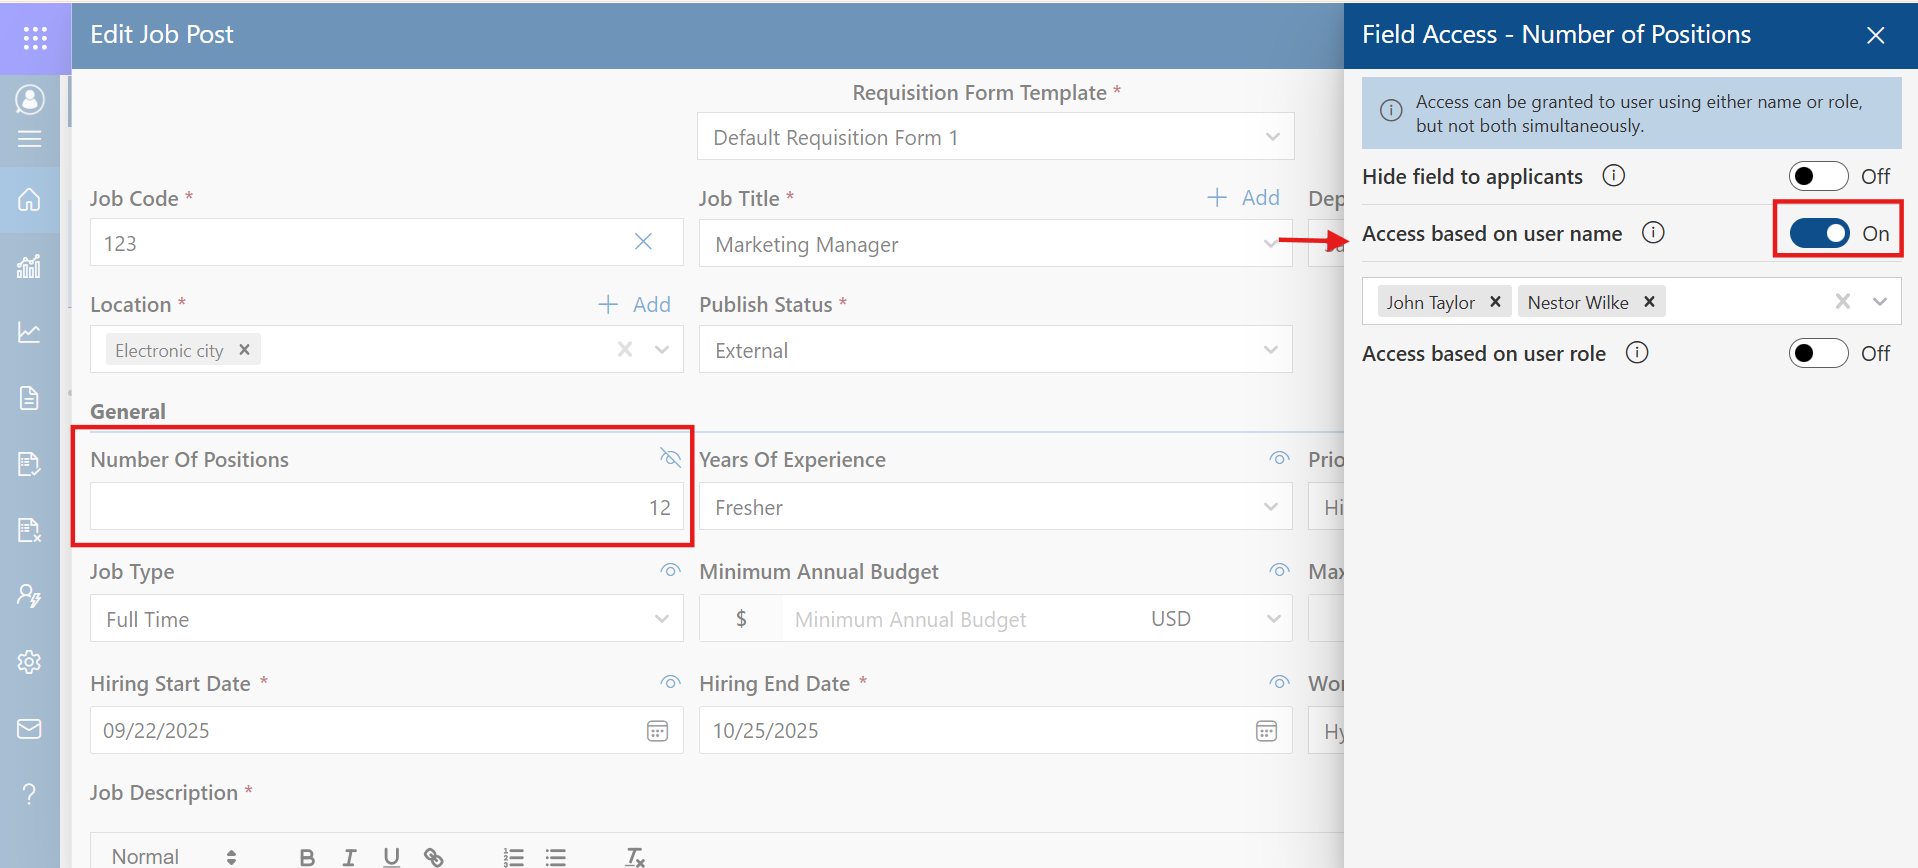 Edit Job Post
Requisition Form Template *
Default Requisition Form 1
Job Code *
123
Job Title *
Add
Marketing Manager
Dep
Location *
Add
Electronic city
Publish Status *
External
General
Number Of Positions
12
Years Of Experience
Fresher
Prio
Hi
Job Type
Full Time
Minimum Annual Budget
$ Minimum Annual Budget USD
Max
Hiring Start Date *
09/22/2025
Hiring End Date *
10/25/2025
Wor
Hy
Job Description *
Normal
Field Access - Number of Positions
Access can be granted to user using either name or role,
but not both simultaneously.
Hide field to applicants Off
Access based on user name On
John Taylor Nestor Wilke
Access based on user role Off